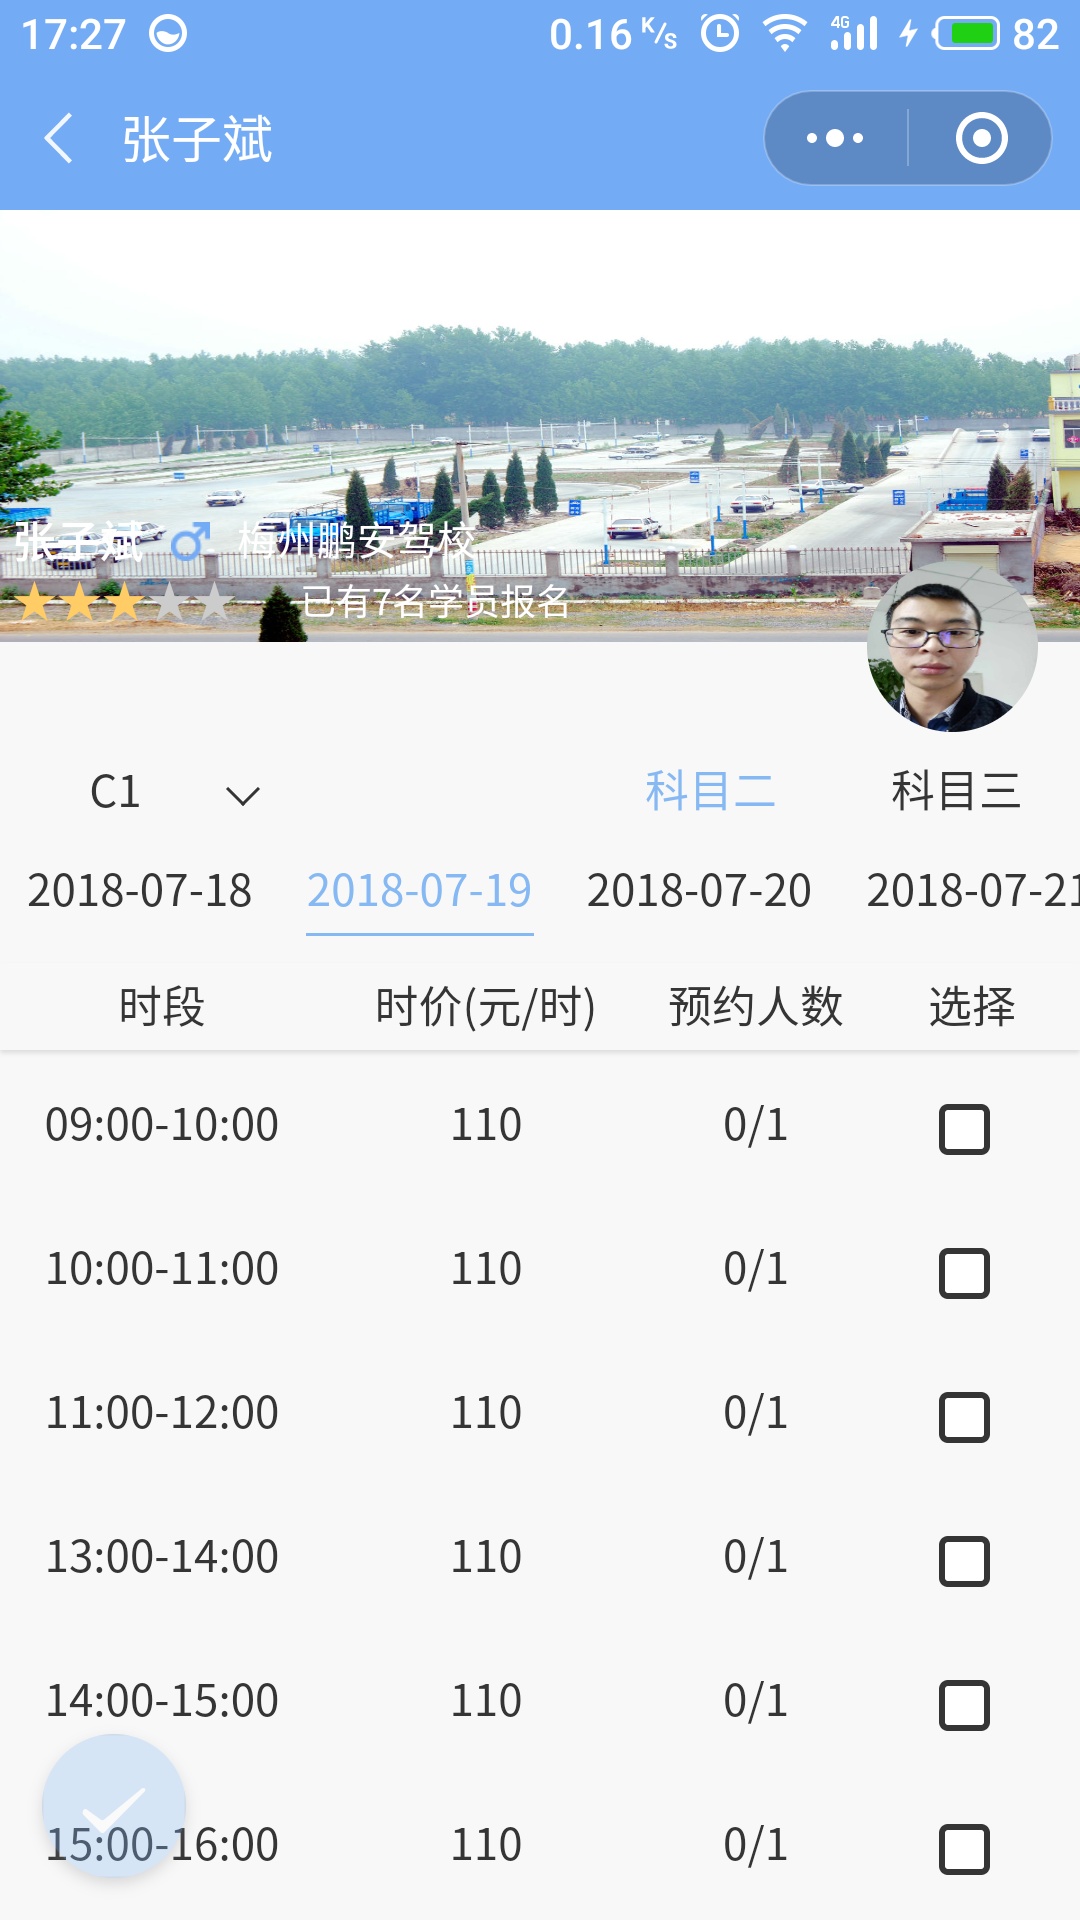 17:27 0.16 K/s 4G 82
张子斌
张子斌 梅州鹏安驾校
已有7名学员报名
C1 科目二 科目三
2018-07-18 2018-07-19 2018-07-20 2018-07-21
时段 时价(元/时) 预约人数 选择
09:00-10:00 110 0/1
10:00-11:00 110 0/1
11:00-12:00 110 0/1
13:00-14:00 110 0/1
14:00-15:00 110 0/1
15:00-16:00 110 0/1